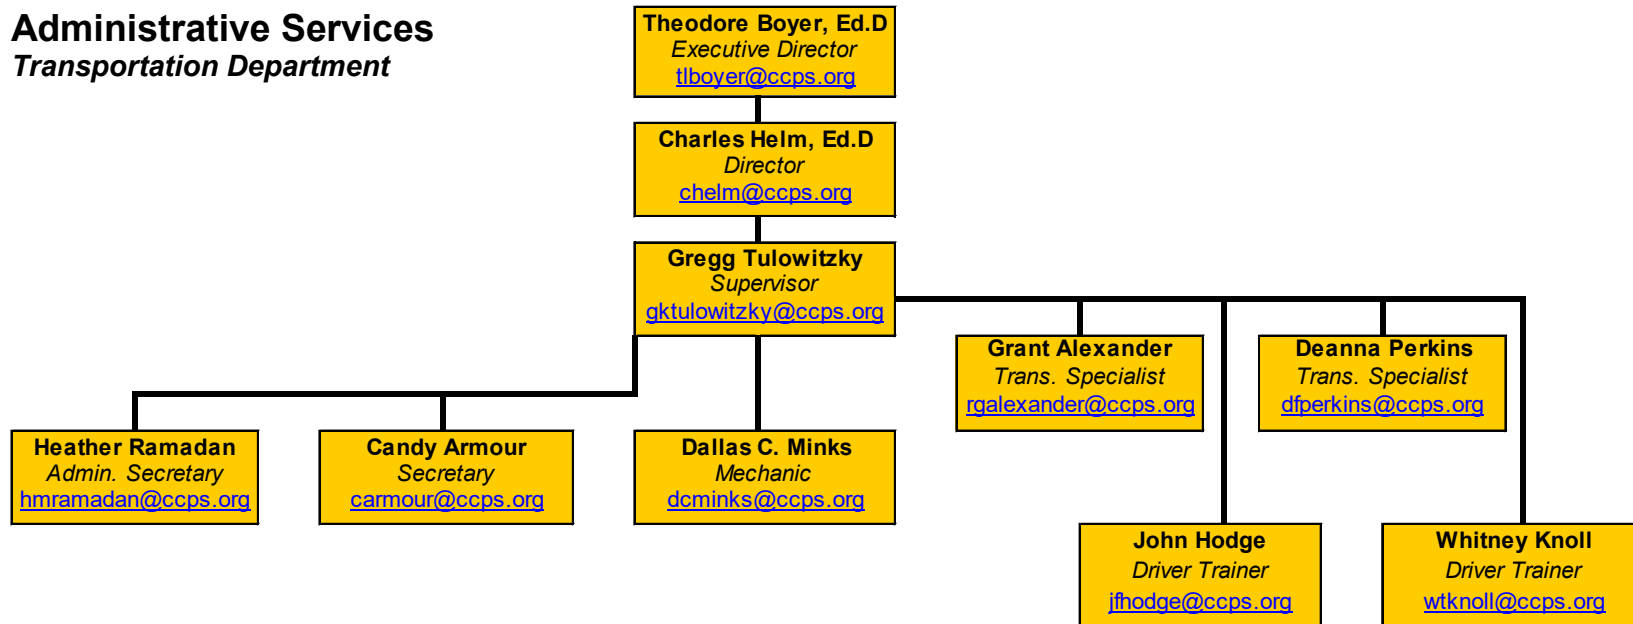 Administrative Services
Transportation Department
Theodore Boyer, Ed.D
Executive Director
tlboyer@ccps.org
Charles Helm, Ed.D
Director
chelm@ccps.org
Gregg Tulowitzky
Supervisor
gktulowitzky@ccps.org
Grant Alexander
Trans. Specialist
rgalexander@ccps.org
Deanna Perkins
Trans. Specialist
dfperkins@ccps.org
Heather Ramadan
Admin. Secretary
hmramadan@ccps.org
Candy Armour
Secretary
carmour@ccps.org
Dallas C. Minks
Mechanic
dcminks@ccps.org
John Hodge
Driver Trainer
jfhodge@ccps.org
Whitney Knoll
Driver Trainer
wtknoll@ccps.org